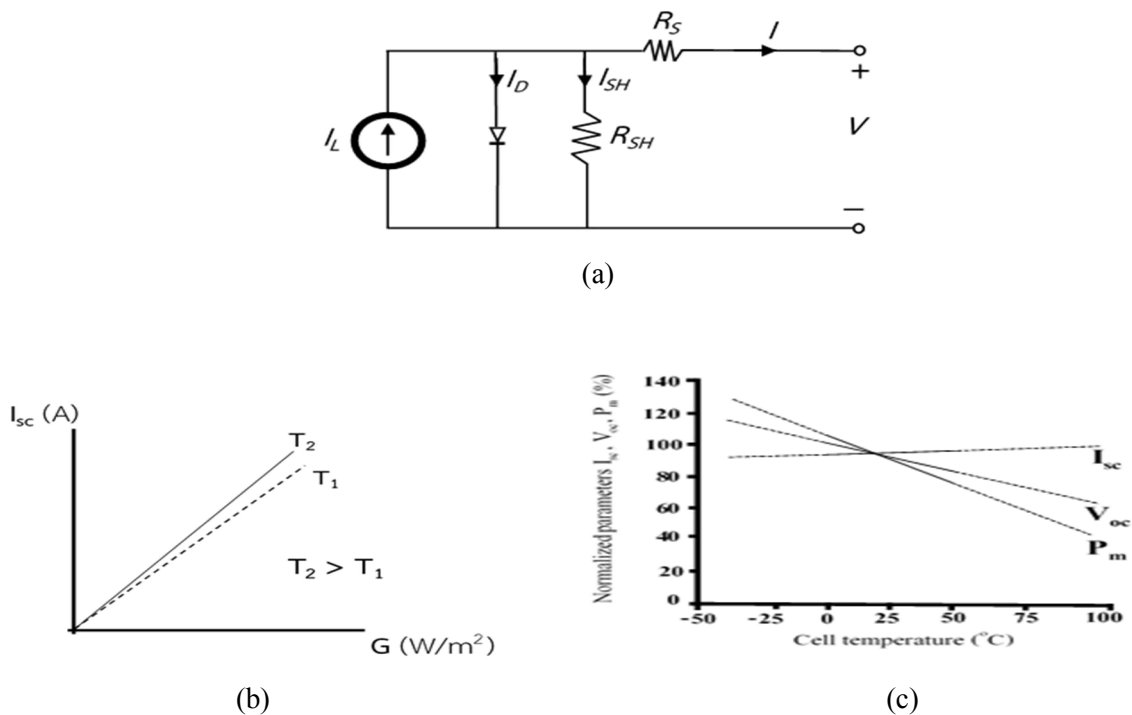 R_S
I
I_D
I_SH
+
I_L
R_SH
V
−
(a)
I_sc (A)
T_2
T_1
T_2 > T_1
G (W/m²)
(b)
Normalized parameters I_sc, V_oc, P_m (%)
140
120
100
80
60
40
20
0
I_sc
V_oc
P_m
-50
-25
0
25
50
75
100
Cell temperature (°C)
(c)